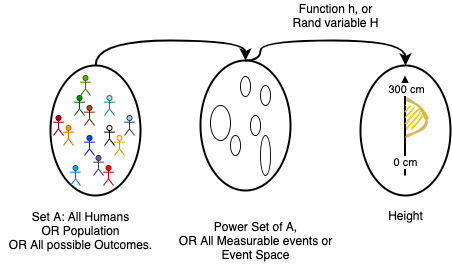 Function h, or
Rand variable H
300 cm
0 cm
Set A: All Humans
OR Population
OR All possible Outcomes.
Power Set of A,
OR All Measurable events or
Event Space
Height